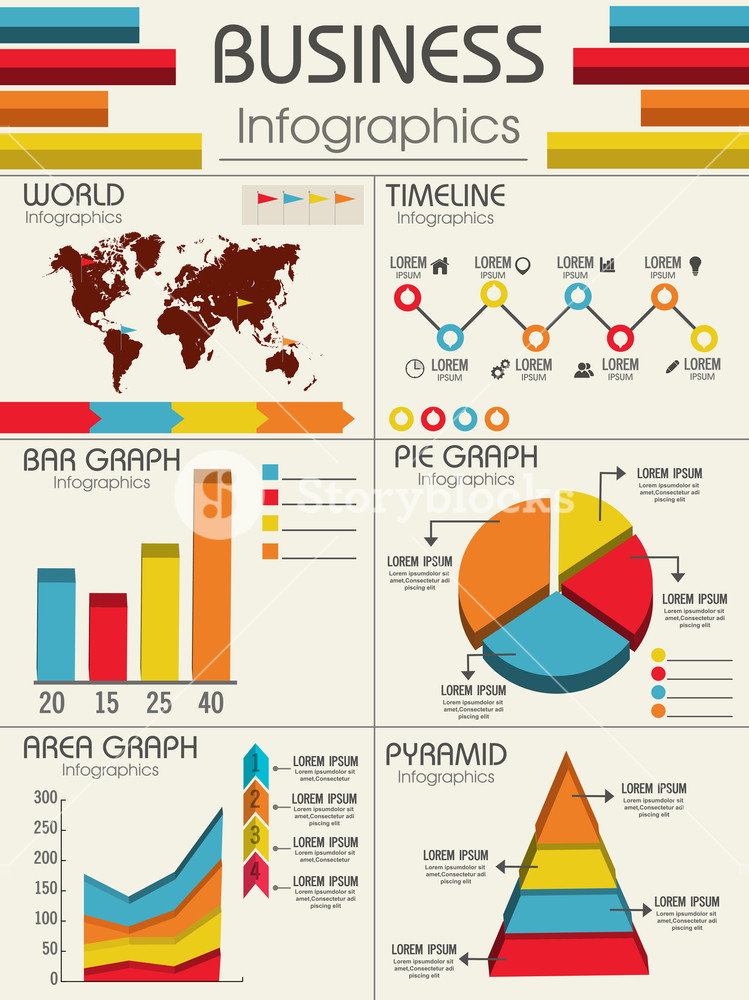 BUSINESS
Infographics
WORLD
Infographics
TIMELINE
Infographics
LOREM
IPSUM
LOREM
IPSUM
LOREM
IPSUM
LOREM
IPSUM
LOREM
IPSUM
LOREM
IPSUM
LOREM
IPSUM
LOREM
IPSUM
BAR GRAPH
Infographics
20 15 25 40
PIE GRAPH
Infographics
LOREM IPSUM
Lorem ipsumdolor sit
amet,Consectetur adi
piscing elit
LOREM IPSUM
Lorem ipsumdolor sit
amet,Consectetur adi
piscing elit
LOREM IPSUM
Lorem ipsumdolor sit
amet,Consectetur adi
piscing elit
LOREM IPSUM
Lorem ipsumdolor sit
amet,Consectetur adi
piscing elit
Storyblocks
AREA GRAPH
Infographics
300
250
200
150
100
50
0
1
LOREM IPSUM
Lorem ipsumdolor sit
amet,Consectetur
2
LOREM IPSUM
Lorem ipsumdolor sit
amet,Consectetur adi
piscing elit
3
LOREM IPSUM
Lorem ipsumdolor sit
amet,Consectetur
4
LOREM IPSUM
Lorem ipsumdolor sit
amet,Consectetur adi
piscing elit
PYRAMID
Infographics
LOREM IPSUM
Lorem ipsumdolor sit
amet,Consectetur adi
piscing elit
LOREM IPSUM
Lorem ipsumdolor sit
amet,Consectetur adi
piscing elit
LOREM IPSUM
Lorem ipsumdolor sit
amet,Consectetur adi
piscing elit
LOREM IPSUM
Lorem ipsumdolor sit
amet,Consectetur adi
piscing elit